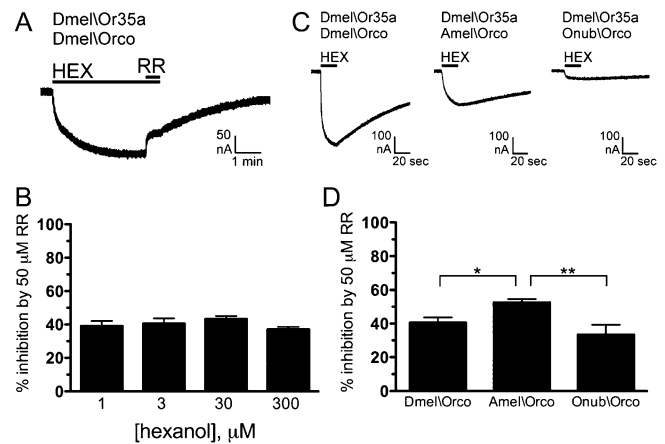 A
Dmel\Or35a
Dmel\Orco
HEX
RR
50
nA
1 min
C
Dmel\Or35a
Dmel\Orco
HEX
100
nA
20 sec
Dmel\Or35a
Amel\Orco
HEX
100
nA
20 sec
Dmel\Or35a
Onub\Orco
HEX
100
nA
20 sec
B
% inhibition by 50 µM RR
100
80
60
40
20
0
1 3 30 300
[hexanol], µM
D
% inhibition by 50 µM RR
100
80
60
40
20
0
*
**
Dmel\Orco Amel\Orco Onub\Orco